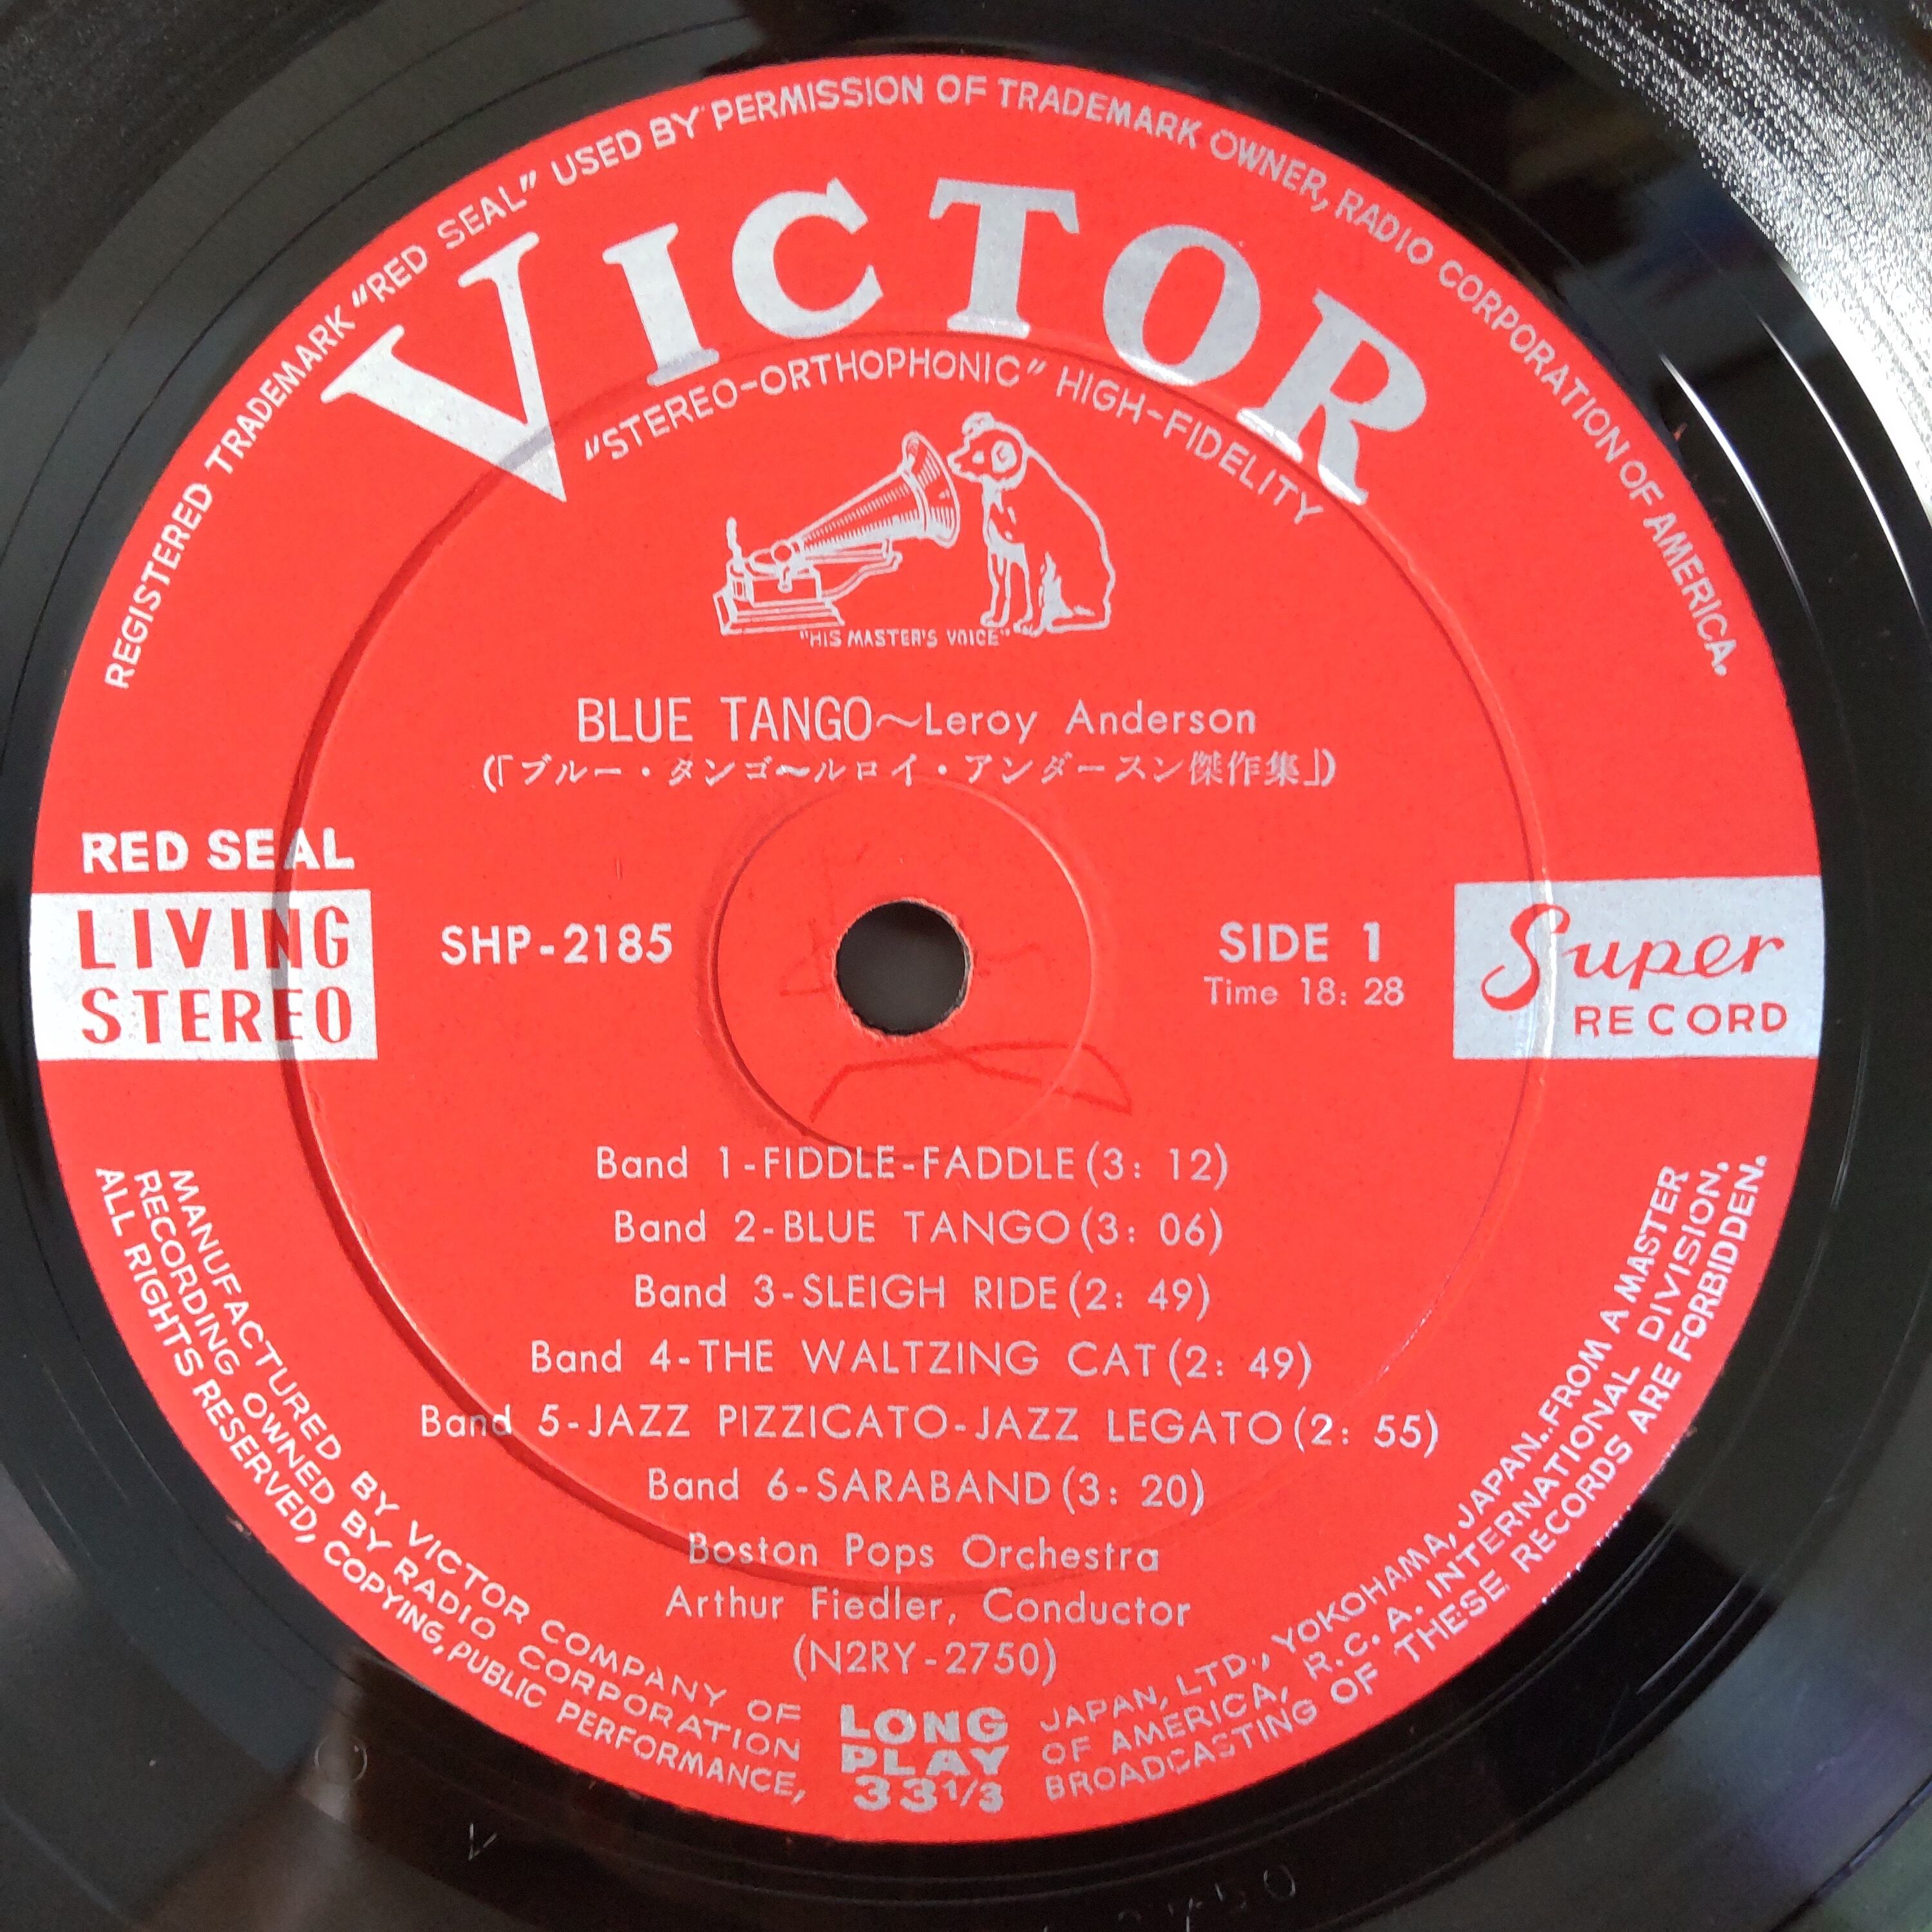 REGISTERED TRADEMARK "RED SEAL" USED BY PERMISSION OF TRADEMARK OWNER, RADIO CORPORATION OF AMERICA.
VICTOR
"STEREO-ORTHOPHONIC" HIGH-FIDELITY
"HIS MASTER'S VOICE"
BLUE TANGO～Leroy Anderson
(「ブルー・タンゴ～ルロイ・アンダースン傑作集」)
RED SEAL
LIVING
STEREO
SHP-2185
SIDE 1
Time 18: 28
Super
RECORD
Band 1-FIDDLE-FADDLE(3: 12)
Band 2-BLUE TANGO(3: 06)
Band 3-SLEIGH RIDE(2: 49)
Band 4-THE WALTZING CAT(2: 49)
Band 5-JAZZ PIZZICATO-JAZZ LEGATO(2: 55)
Band 6-SARABAND(3: 20)
Boston Pops Orchestra
Arthur Fiedler, Conductor
(N2RY-2750)
LONG
PLAY
33 1/3
MANUFACTURED BY VICTOR COMPANY OF JAPAN, LTD., YOKOHAMA, JAPAN..FROM A MASTER
RECORDING OWNED BY RADIO CORPORATION OF AMERICA, R.C.A. INTERNATIONAL DIVISION,
ALL RIGHTS RESERVED, COPYING, PUBLIC PERFORMANCE, BROADCASTING OF THESE RECORDS ARE FORBIDDEN.